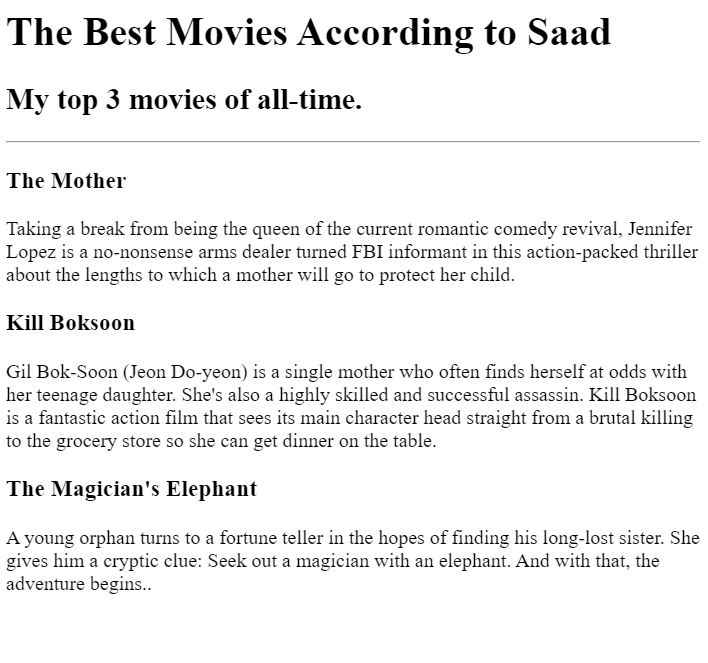 The Best Movies According to Saad
My top 3 movies of all-time.
The Mother
Taking a break from being the queen of the current romantic comedy revival, Jennifer
Lopez is a no-nonsense arms dealer turned FBI informant in this action-packed thriller
about the lengths to which a mother will go to protect her child.
Kill Boksoon
Gil Bok-Soon (Jeon Do-yeon) is a single mother who often finds herself at odds with
her teenage daughter. She's also a highly skilled and successful assassin. Kill Boksoon
is a fantastic action film that sees its main character head straight from a brutal killing
to the grocery store so she can get dinner on the table.
The Magician's Elephant
A young orphan turns to a fortune teller in the hopes of finding his long-lost sister. She
gives him a cryptic clue: Seek out a magician with an elephant. And with that, the
adventure begins..